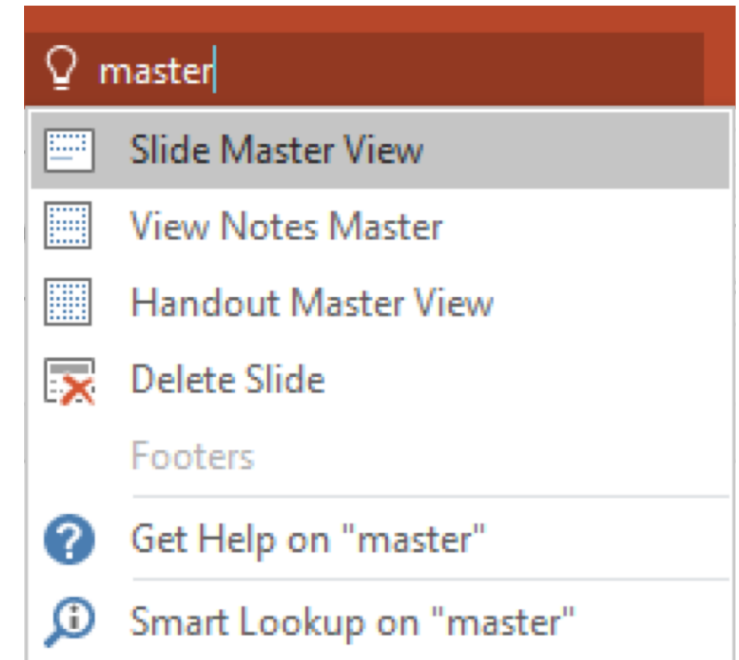 master
Slide Master View
View Notes Master
Handout Master View
Delete Slide
Footers
Get Help on "master"
Smart Lookup on "master"